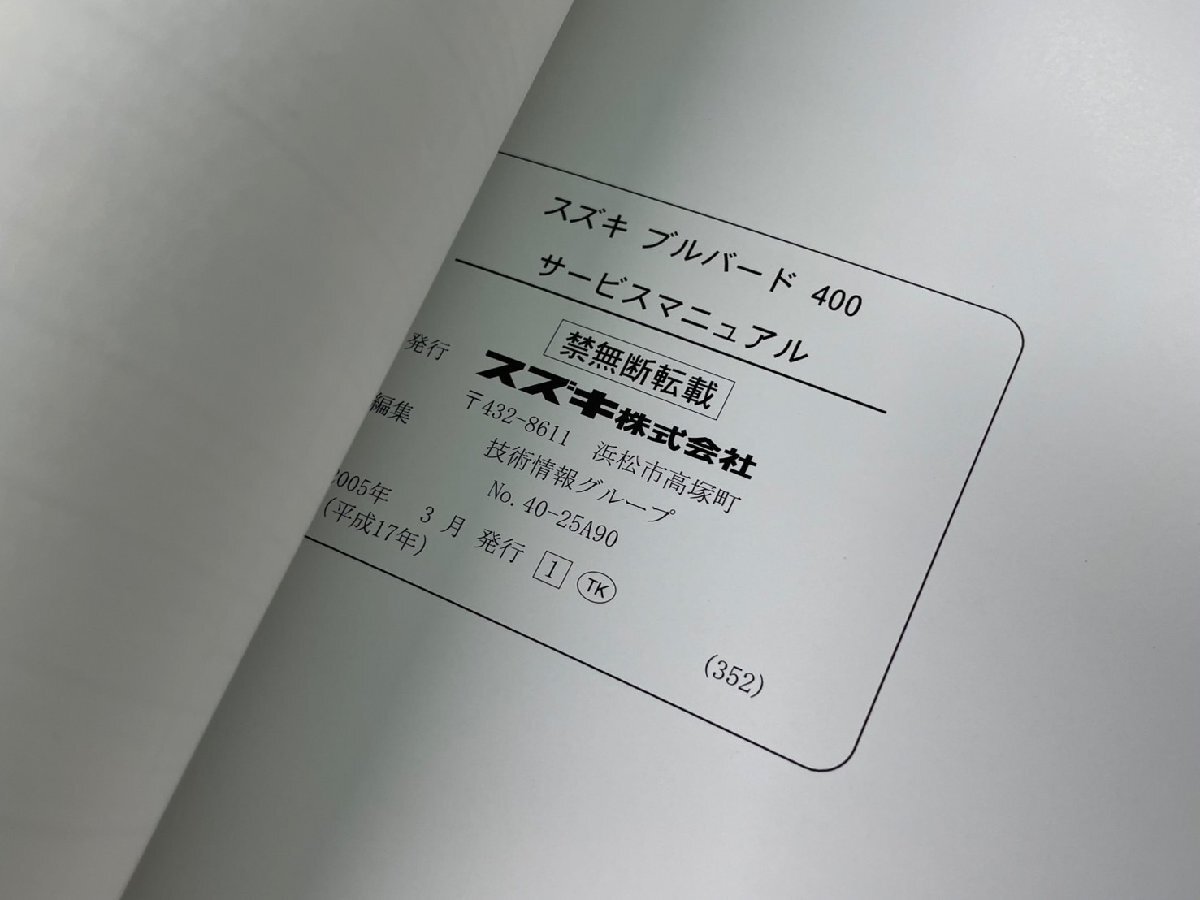 スズキ ブルバード 400
サービスマニュアル
禁無断転載
発行 スズキ株式会社
〒432-8611 浜松市高塚町
編集 技術情報グループ
No. 40-25A90
2005年 3月 発行 1 TK
(平成17年)
(352)